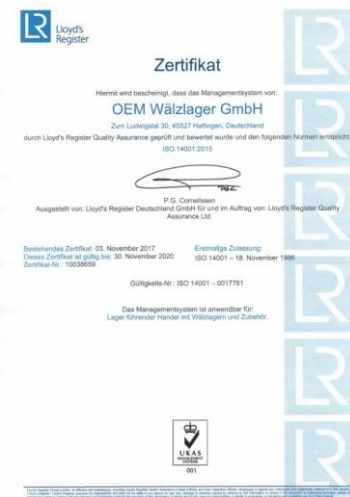 LR
Lloyd's
Register
Zertifikat
Hiermit wird bescheinigt, dass das Managementsystem von:
OEM Wälzlager GmbH
Zum Ludwigstal 30, 45527 Hattingen, Deutschland
durch Lloyd's Register Quality Assurance geprüft und bewertet wurde und den folgenden Normen entspricht:
ISO 14001:2015
P.G. Cornelissen
Ausgestellt von: Lloyd's Register Deutschland GmbH für und im Auftrag von: Lloyd's Register Quality
Assurance Ltd
Bestehendes Zertifikat: 03. November 2017
Dieses Zertifikat ist gültig bis: 30. November 2020
Zertifikat-Nr.: 10038659
Erstmalige Zulassung:
ISO 14001 – 18. November 1996
Gültigkeits-Nr.: ISO 14001 – 0017761
Das Managementsystem ist anwendbar für:
Lager führender Handel mit Wälzlagern und Zubehör.
UKAS
MANAGEMENT
SYSTEMS
001